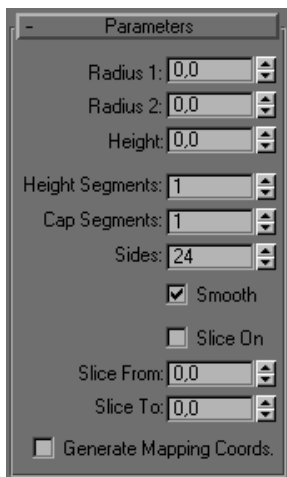 - Parameters
Radius 1: 0,0
Radius 2: 0,0
Height: 0,0
Height Segments: 1
Cap Segments: 1
Sides: 24
Smooth
Slice On
Slice From: 0,0
Slice To: 0,0
Generate Mapping Coords.